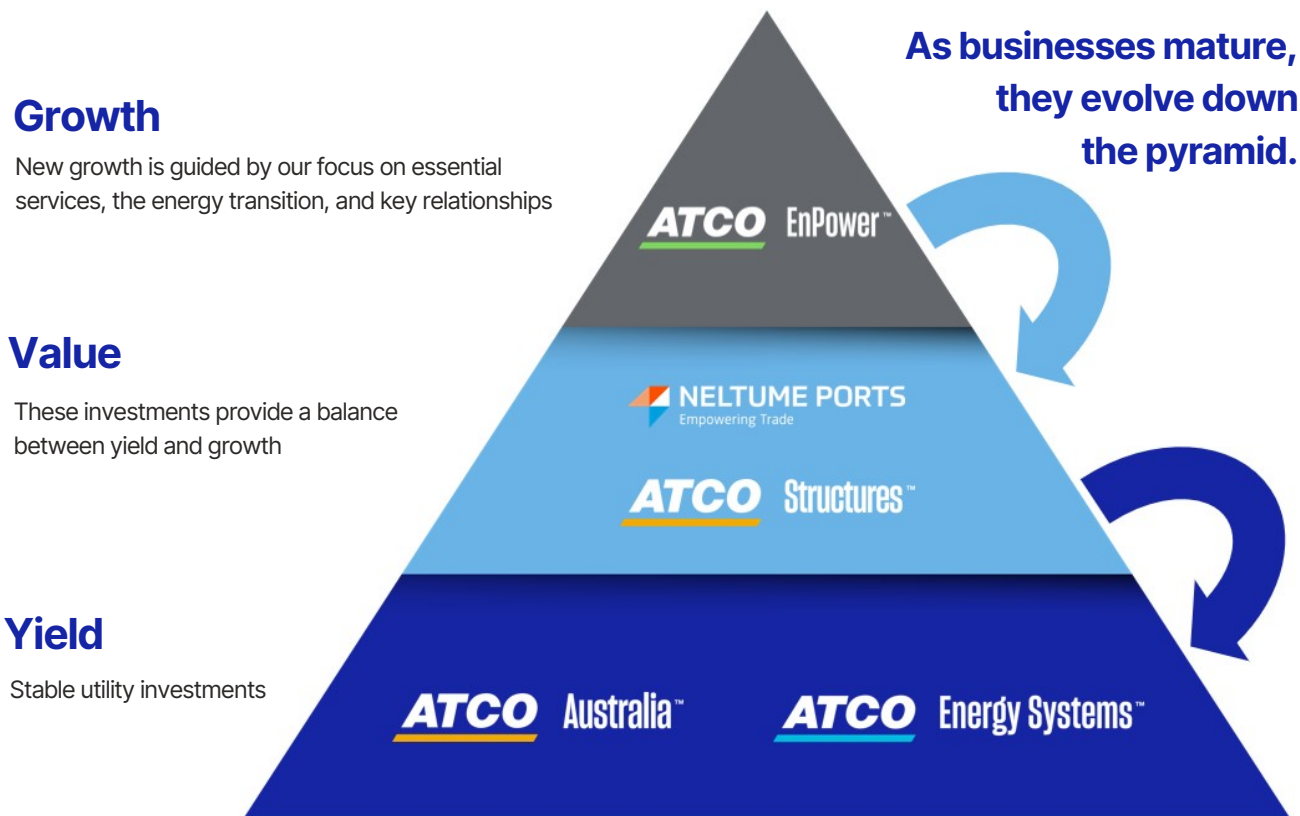 As businesses mature,
they evolve down
the pyramid.
Growth
New growth is guided by our focus on essential
services, the energy transition, and key relationships
ATCO EnPower™
Value
These investments provide a balance
between yield and growth
NELTUME PORTS
Empowering Trade
ATCO Structures™
Yield
Stable utility investments
ATCO Australia™
ATCO Energy Systems™